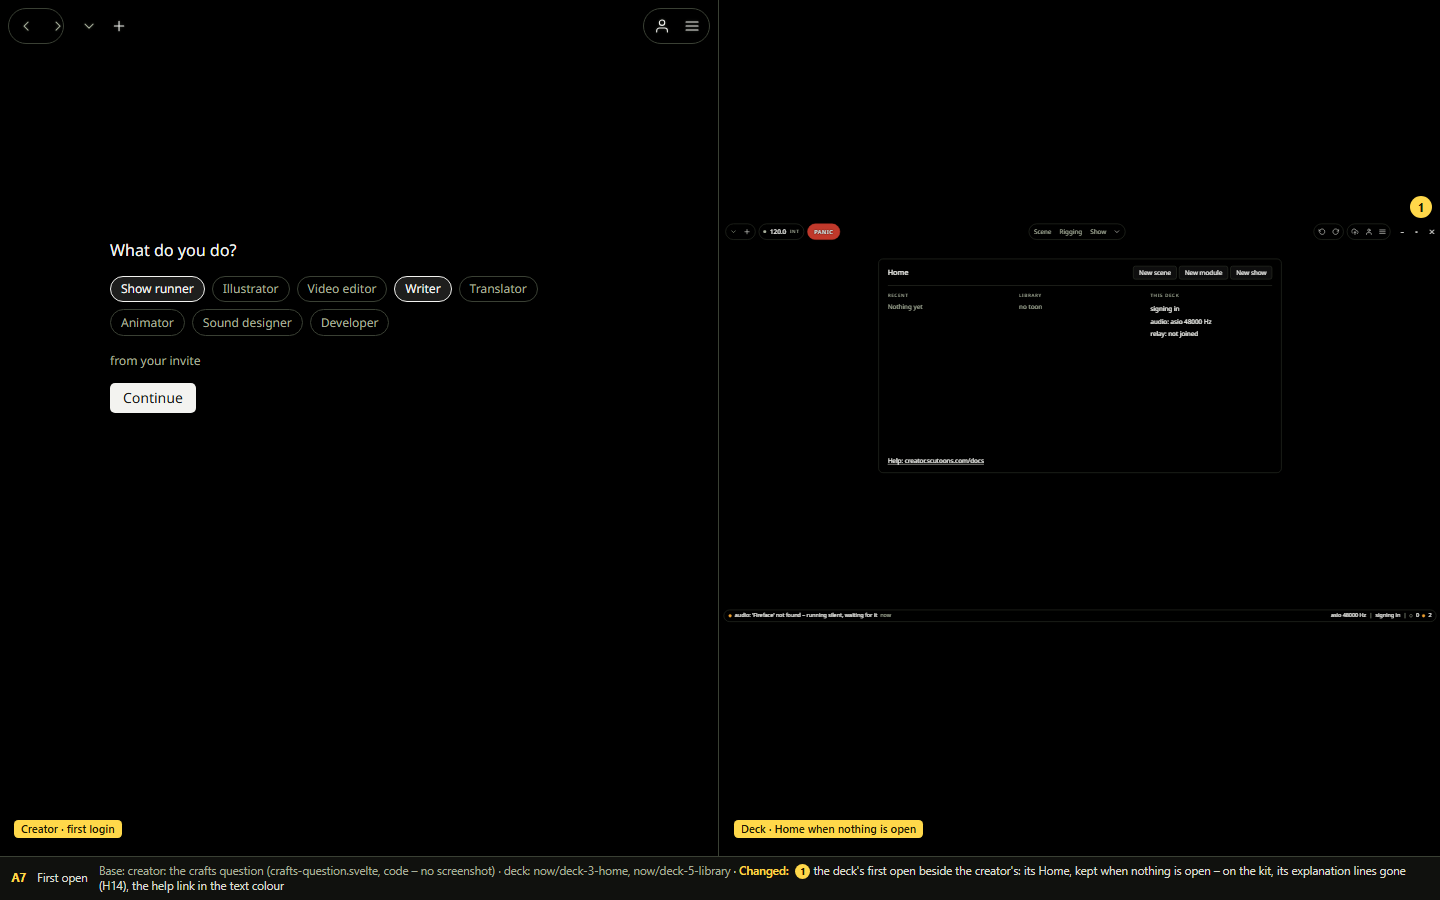 What do you do?
Show runner
Illustrator
Video editor
Writer
Translator
Animator
Sound designer
Developer
from your invite
Continue
Creator · first login
1
120.0 INT
PANIC
Scene
Rigging
Show
Home
New scene
New module
New show
RECENT
LIBRARY
THIS DECK
Nothing yet
no toon
signing in
audio: asio 48000 Hz
relay: not joined
Help: creator.scutoons.com/docs
audio: 'Fireface' not found – running silent, waiting for it now
asio 48000 Hz | signing in | 0 2
Deck · Home when nothing is open
A7 First open
Base: creator: the crafts question (crafts-question.svelte, code – no screenshot) · deck: now/deck-3-home, now/deck-5-library · Changed: 1 the deck's first open beside the creator's: its Home, kept when nothing is open – on the kit, its explanation lines gone
(H14), the help link in the text colour